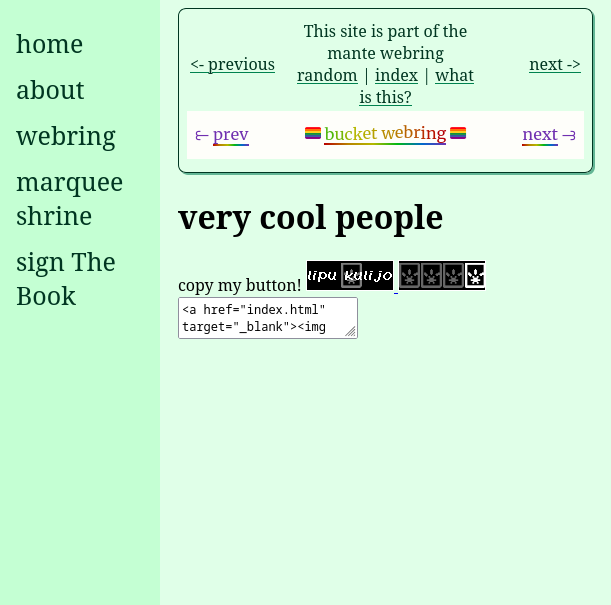 home
about
webring
marquee
shrine
sign The
Book
<- previous
This site is part of the
mante webring
random | index | what
is this?
next ->
prev
bucket webring
next
very cool people
copy my button!
lipu kuli.jo
<a href="index.html"
target="_blank"><img